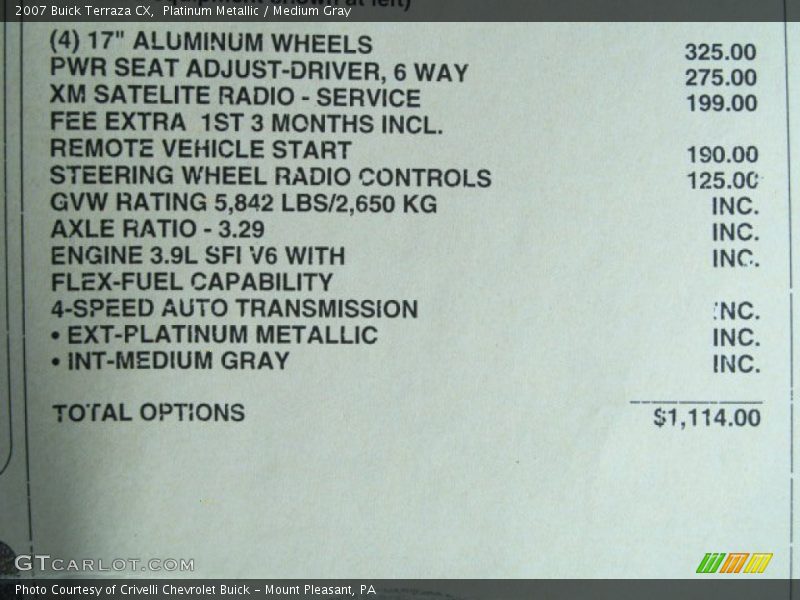 2007 Buick Terraza CX, Platinum Metallic / Medium Gray
equipment shown at left)
(4) 17" ALUMINUM WHEELS 325.00
PWR SEAT ADJUST-DRIVER, 6 WAY 275.00
XM SATELITE RADIO - SERVICE 199.00
FEE EXTRA 1ST 3 MONTHS INCL.
REMOTE VEHICLE START 190.00
STEERING WHEEL RADIO CONTROLS 125.00
GVW RATING 5,842 LBS/2,650 KG INC.
AXLE RATIO - 3.29 INC.
ENGINE 3.9L SFI V6 WITH INC.
FLEX-FUEL CAPABILITY
4-SPEED AUTO TRANSMISSION INC.
• EXT-PLATINUM METALLIC INC.
• INT-MEDIUM GRAY INC.
TOTAL OPTIONS $1,114.00
GTCARLOT.COM
Photo Courtesy of Crivelli Chevrolet Buick - Mount Pleasant, PA